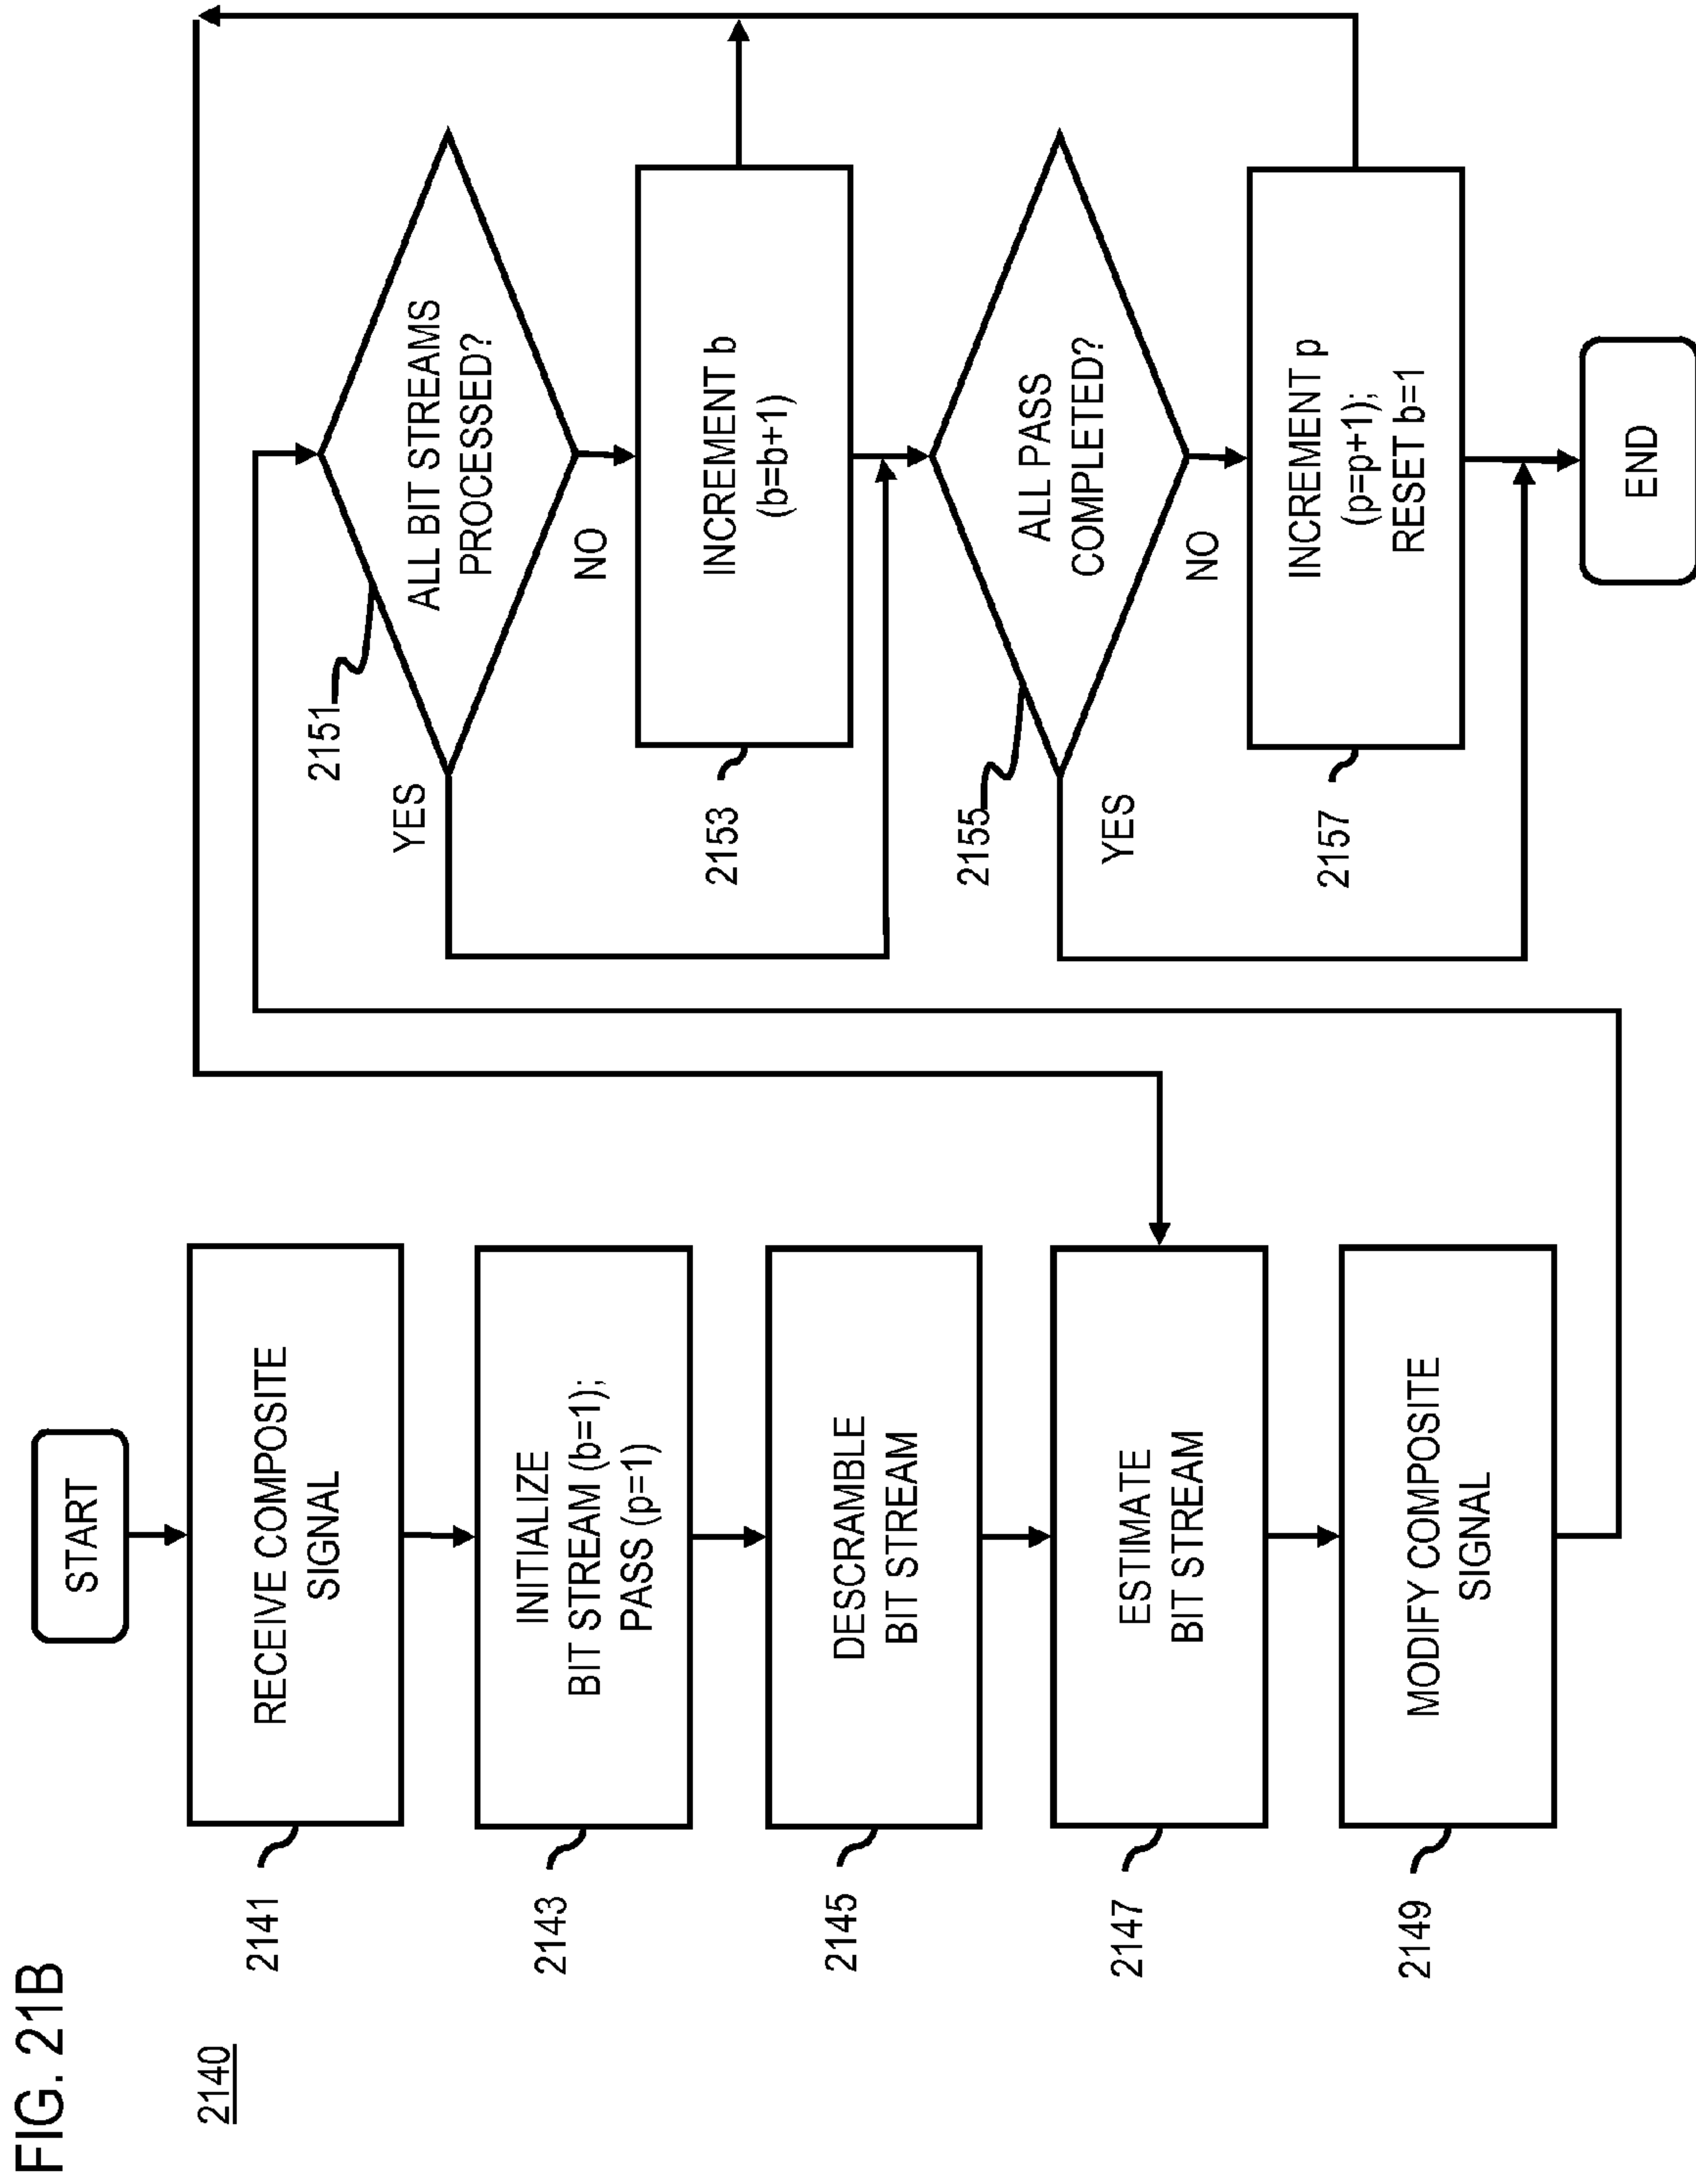 FIG. 21B
2140
START
2141
RECEIVE COMPOSITE
SIGNAL
2143
INITIALIZE
BIT STREAM (b=1);
PASS (p=1)
2145
DESCRAMBLE
BIT STREAM
2147
ESTIMATE
BIT STREAM
2149
MODIFY COMPOSITE
SIGNAL
2151
ALL BIT STREAMS
PROCESSED?
YES
NO
2153
INCREMENT b
(b=b+1)
2155
ALL PASS
COMPLETED?
YES
NO
2157
INCREMENT p
(p=p+1);
RESET b=1
END